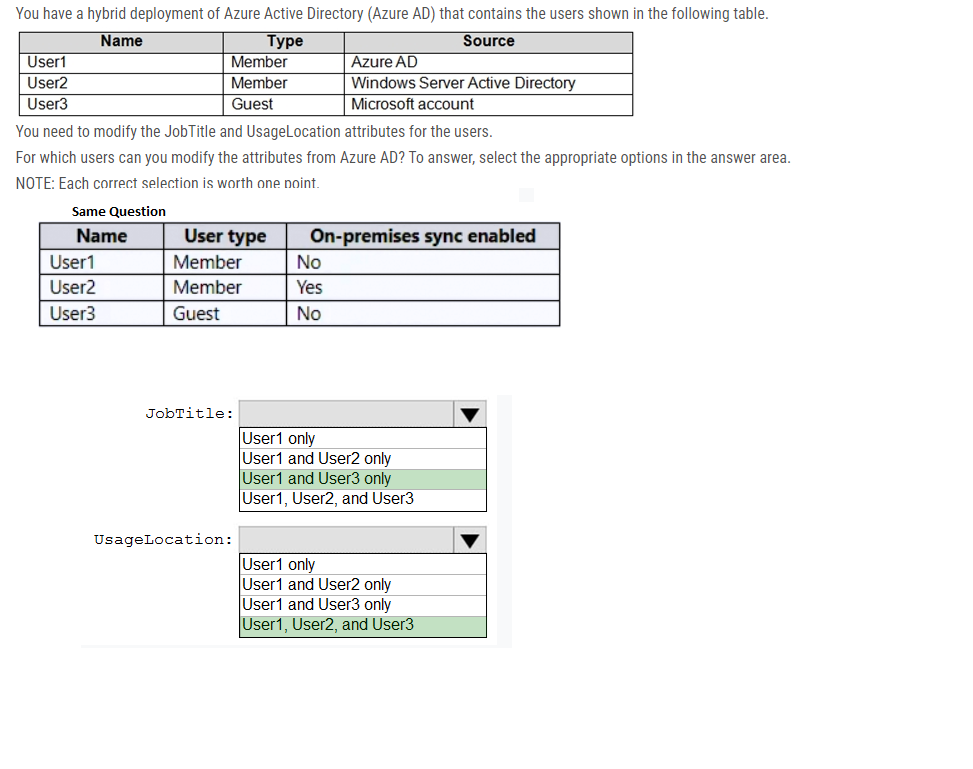 You have a hybrid deployment of Azure Active Directory (Azure AD) that contains the users shown in the following table.
Name Type Source
User1 Member Azure AD
User2 Member Windows Server Active Directory
User3 Guest Microsoft account
You need to modify the JobTitle and UsageLocation attributes for the users.
For which users can you modify the attributes from Azure AD? To answer, select the appropriate options in the answer area.
NOTE: Each correct selection is worth one point.
Same Question
Name User type On-premises sync enabled
User1 Member No
User2 Member Yes
User3 Guest No
JobTitle:
User1 only
User1 and User2 only
User1 and User3 only
User1, User2, and User3
UsageLocation:
User1 only
User1 and User2 only
User1 and User3 only
User1, User2, and User3